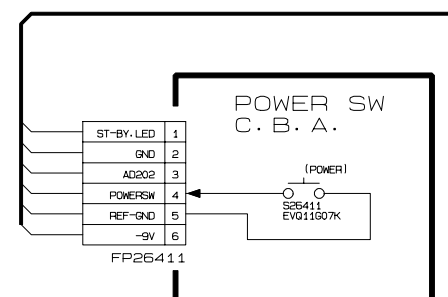 POWER SW
C.B.A.
ST-BY.LED 1
GND 2
AD202 3
POWERSW 4
REF-GND 5
-9V 6
FP26411
(POWER)
S26411
EVQ11G07K